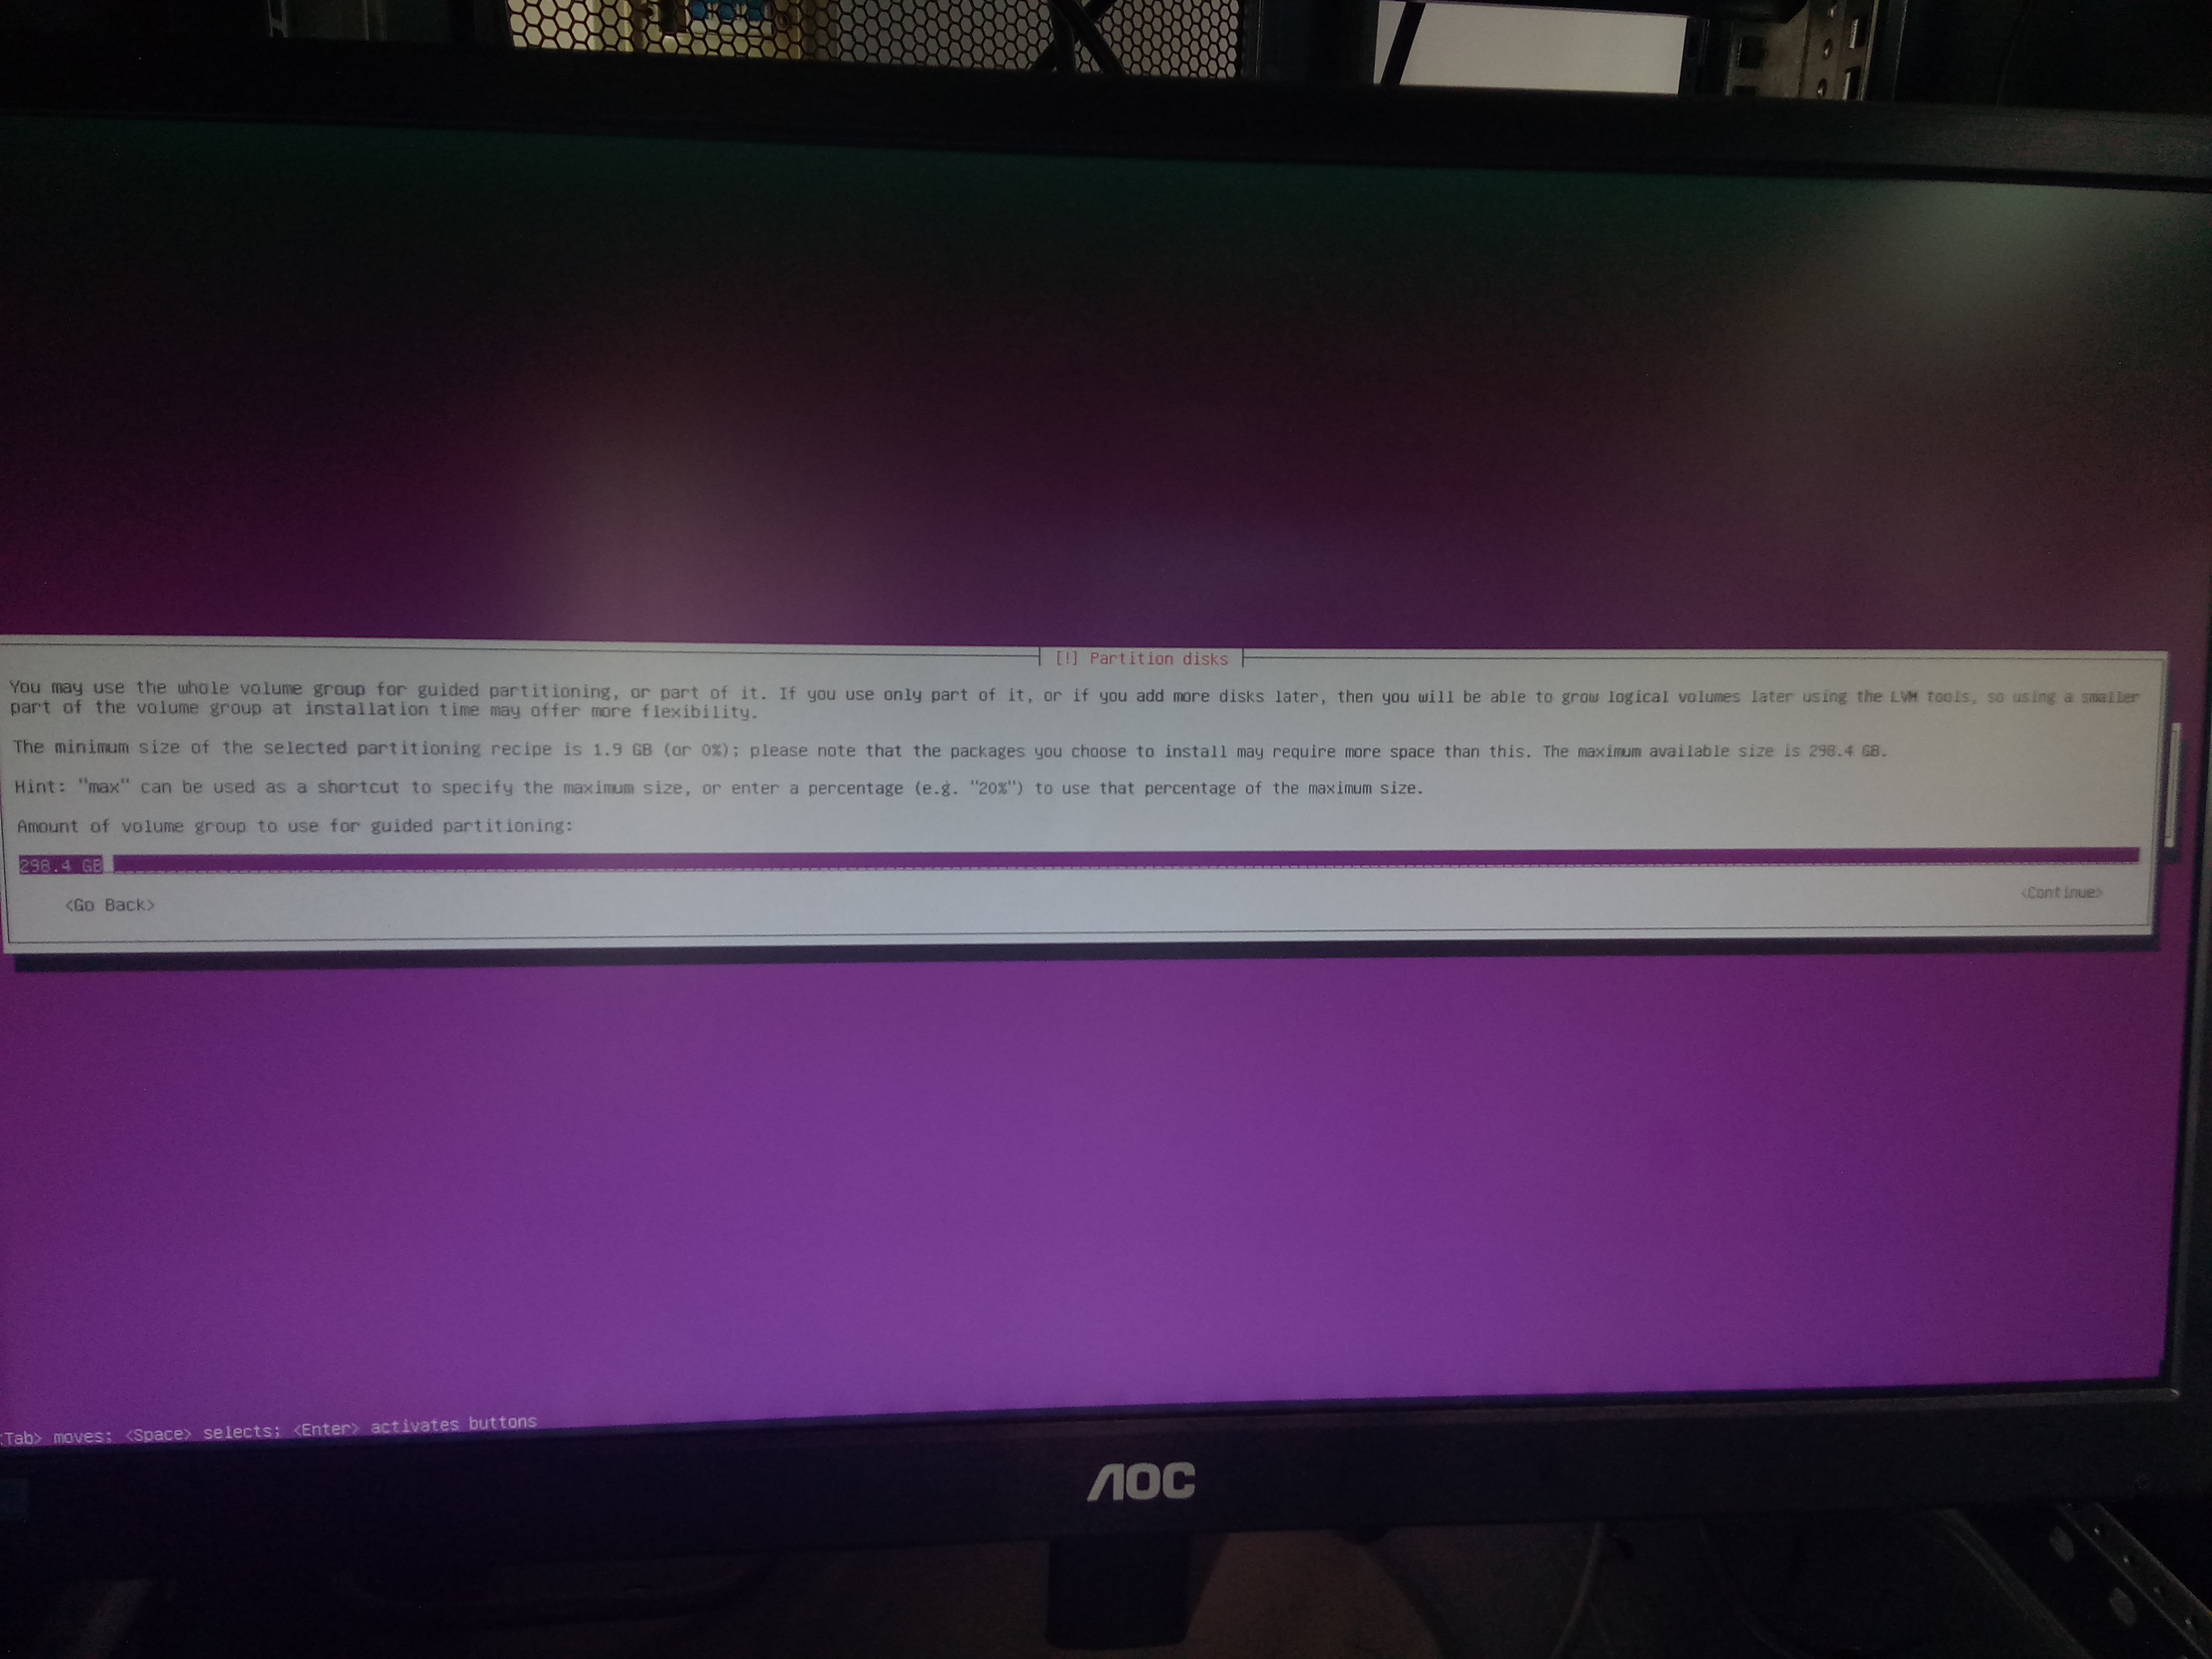 [!] Partition disks
You may use the whole volume group for guided partitioning, or part of it. If you use only part of it, or if you add more disks later, then you will be able to grow logical volumes later using the LVM tools, so using a smaller
part of the volume group at installation time may offer more flexibility.
The minimum size of the selected partitioning recipe is 1.9 GB (or 0%); please note that the packages you choose to install may require more space than this. The maximum available size is 298.4 GB.
Hint: "max" can be used as a shortcut to specify the maximum size, or enter a percentage (e.g. "20%") to use that percentage of the maximum size.
Amount of volume group to use for guided partitioning:
298.4 GB
<Go Back> <Continue>
<Tab> moves; <Space> selects; <Enter> activates buttons
AOC